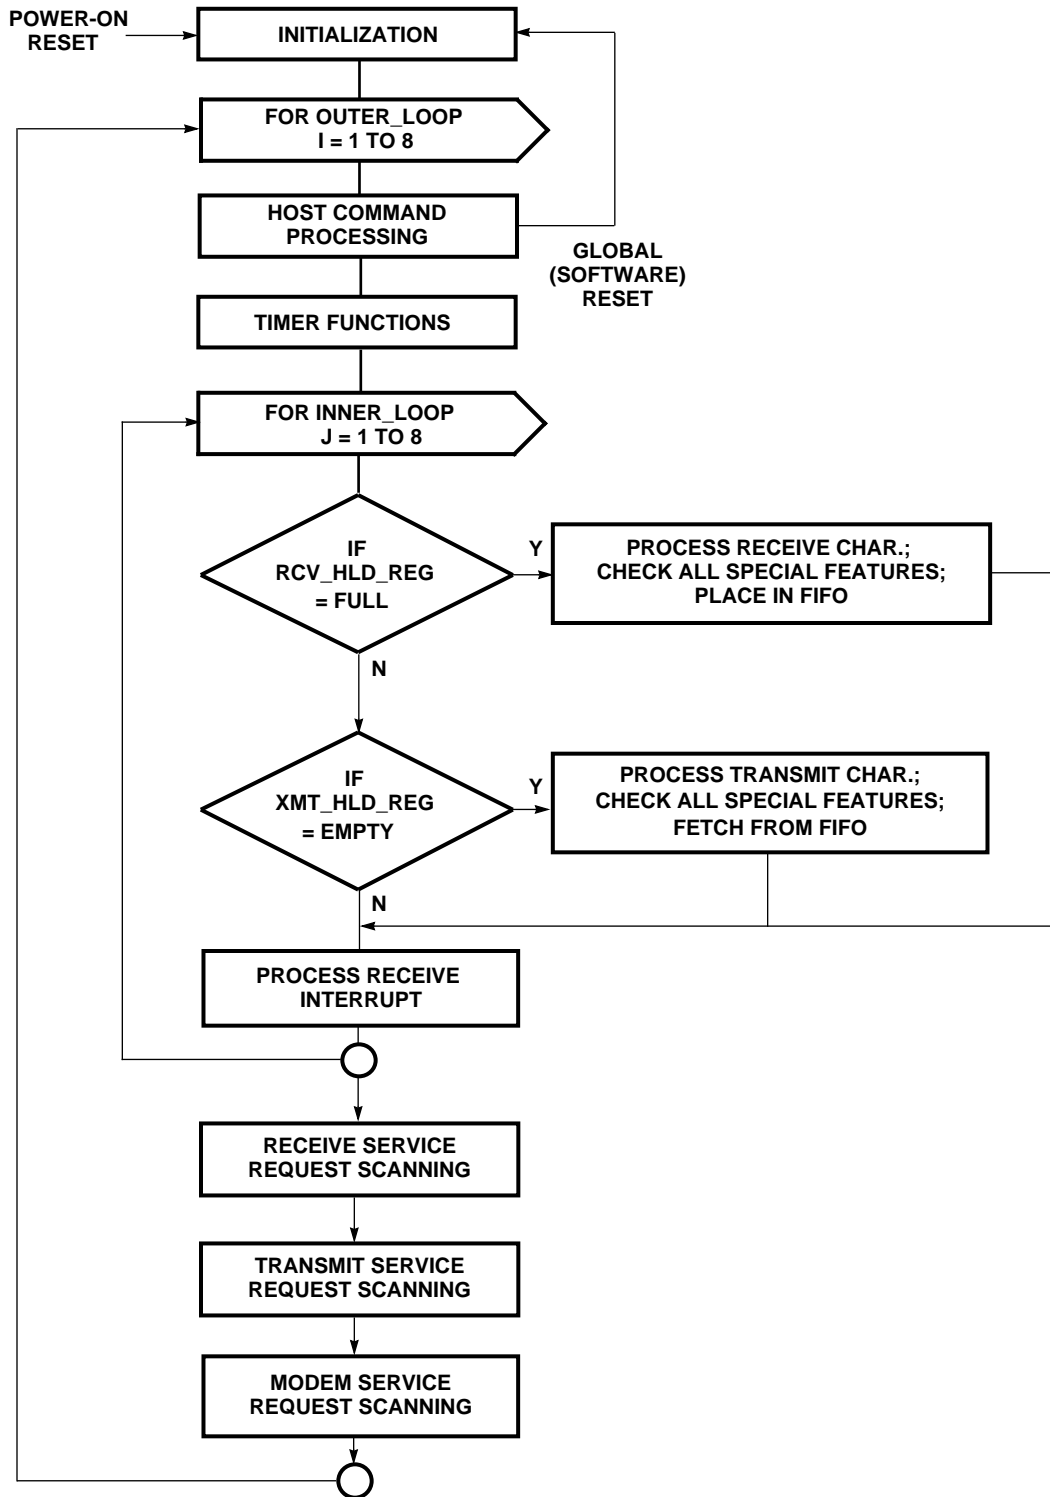 POWER-ON
RESET
INITIALIZATION
FOR OUTER_LOOP
I = 1 TO 8
HOST COMMAND
PROCESSING
GLOBAL
(SOFTWARE)
RESET
TIMER FUNCTIONS
FOR INNER_LOOP
J = 1 TO 8
IF
RCV_HLD_REG
= FULL
Y
PROCESS RECEIVE CHAR.;
CHECK ALL SPECIAL FEATURES;
PLACE IN FIFO
N
IF
XMT_HLD_REG
= EMPTY
Y
PROCESS TRANSMIT CHAR.;
CHECK ALL SPECIAL FEATURES;
FETCH FROM FIFO
N
PROCESS RECEIVE
INTERRUPT
RECEIVE SERVICE
REQUEST SCANNING
TRANSMIT SERVICE
REQUEST SCANNING
MODEM SERVICE
REQUEST SCANNING